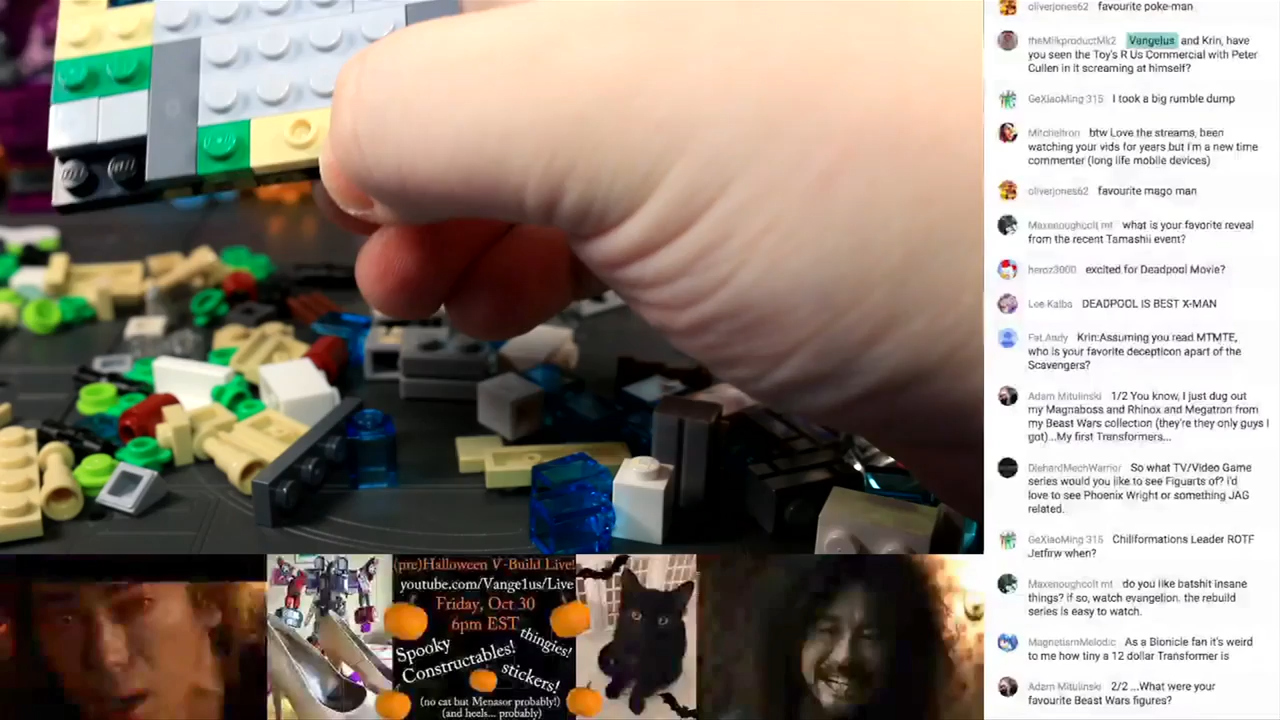 oliverjones62 favourite poke-man
theMilkproductMk2 Vangelus and Krin, have
you seen the Toy's R Us Commercial with Peter
Cullen in it screaming at himself?
GeXiaoMing 315 I took a big rumble dump
Mitcheltron btw Love the streams, been
watching your vids for years but i'm a new time
commenter (long life mobile devices)
oliverjones62 favourite mago man
Maxenoughcolt mt what is your favorite reveal
from the recent Tamashii event?
heroz3000 excited for Deadpool Movie?
Lee Kalba DEADPOOL IS BEST X-MAN
Fat Andy Krin:Assuming you read MTMTE,
who is your favorite decepticon apart of the
Scavengers?
Adam Mitulinski 1/2 You know, I just dug out
my Magnaboss and Rhinox and Megatron from
my Beast Wars collection (they're they only guys I
got)...My first Transformers...
DiehardMechWarrior So what TV/Video Game
series would you like to see Figuarts of? i'd
love to see Phoenix Wright or something JAG
related.
GeXiaoMing 315 Chiliformations Leader ROTF
Jetfirw when?
Maxenoughcolt mt do you like batshit insane
things? if so, watch evangelion. the rebuild
series is easy to watch.
MagnetismMelodic As a Bionicle fan it's weird
to me how tiny a 12 dollar Transformer is
Adam Mitulinski 2/2 ...What were your
favourite Beast Wars figures?
(pre)Halloween V-Build Live!
youtube.com/Vange1us/Live
Friday, Oct 30
6pm EST
Spooky
Constructables!
thingies!
stickers!
(no cat but Menasor probably!)
(and heels... probably)